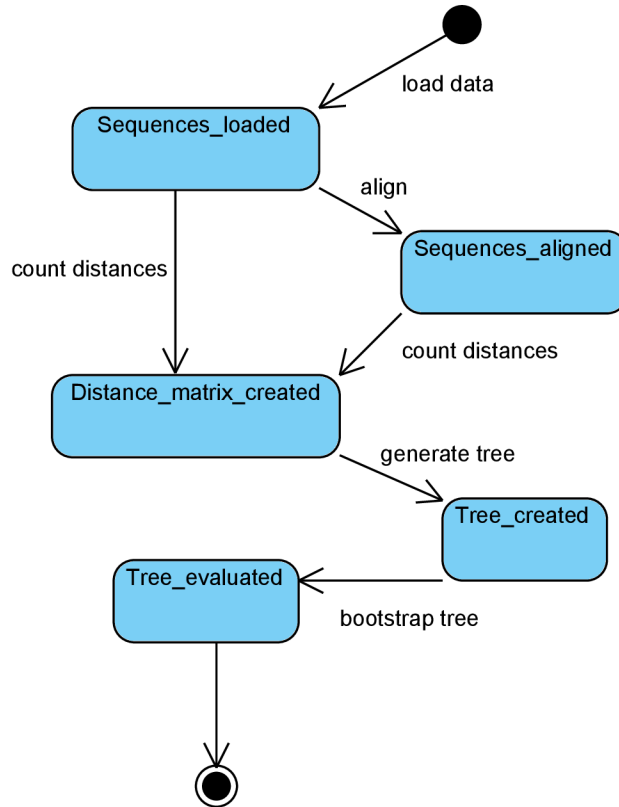 load data
Sequences_loaded
align
Sequences_aligned
count distances
count distances
Distance_matrix_created
generate tree
Tree_created
Tree_evaluated
bootstrap tree